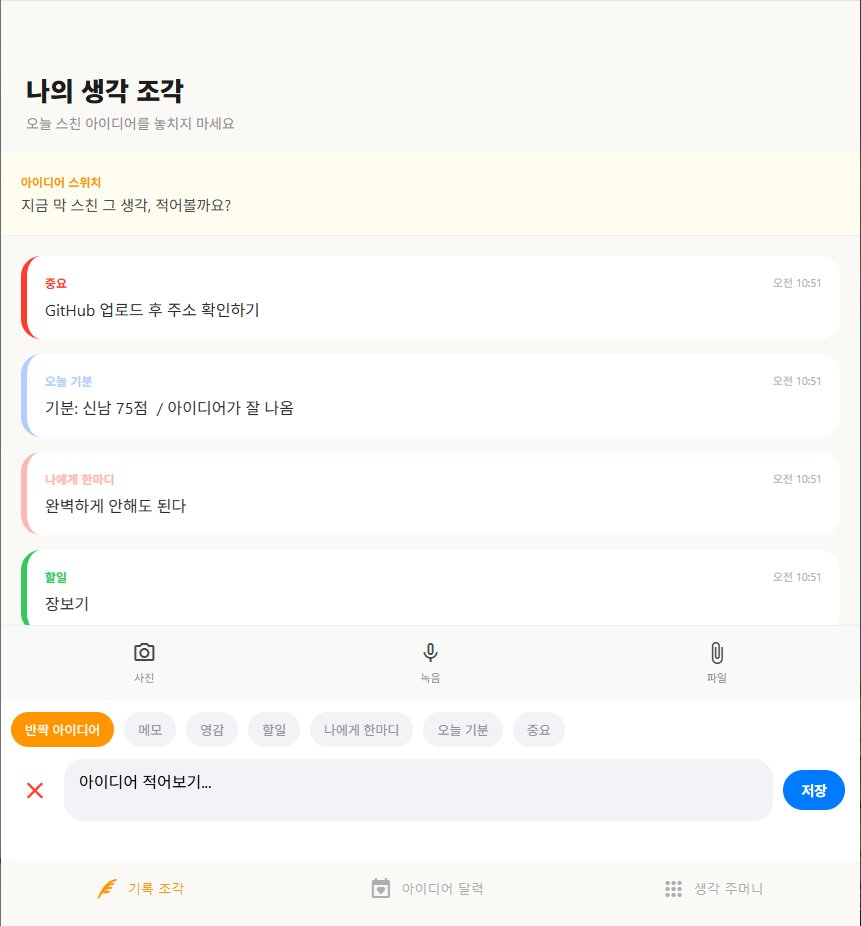 나의 생각 조각
오늘 스친 아이디어를 놓치지 마세요
아이디어 스위치
지금 막 스친 그 생각, 적어볼까요?
중요
오전 10:51
GitHub 업로드 후 주소 확인하기
오늘 기분
오전 10:51
기분: 신남 75점  / 아이디어가 잘 나옴
나에게 한마디
오전 10:51
완벽하게 안해도 된다
할일
오전 10:51
장보기
사진 녹음 파일
반짝 아이디어 메모 영감 할일 나에게 한마디 오늘 기분 중요
아이디어 적어보기...
저장
기록 조각 아이디어 달력 생각 주머니